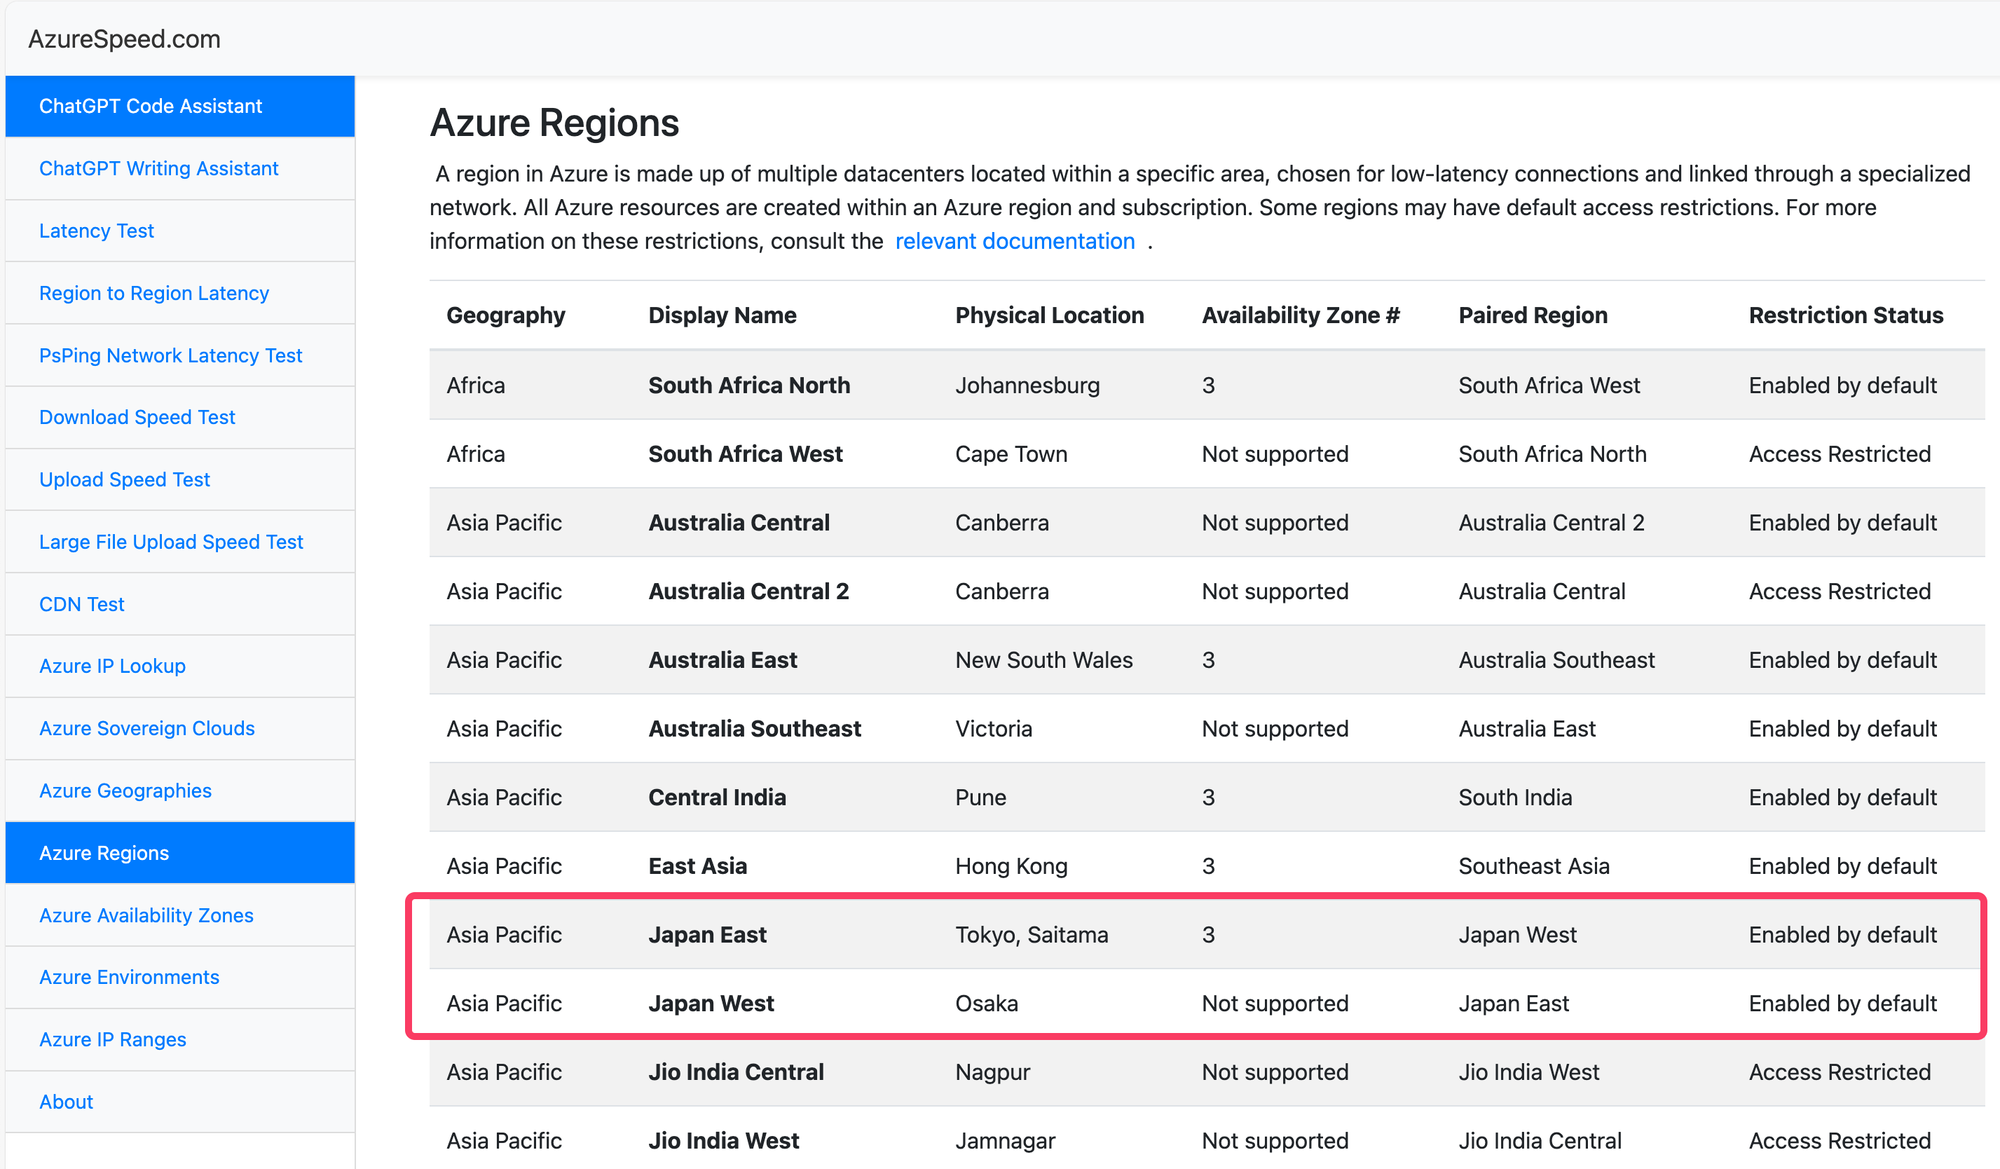 AzureSpeed.com
ChatGPT Code Assistant
ChatGPT Writing Assistant
Latency Test
Region to Region Latency
PsPing Network Latency Test
Download Speed Test
Upload Speed Test
Large File Upload Speed Test
CDN Test
Azure IP Lookup
Azure Sovereign Clouds
Azure Geographies
Azure Regions
Azure Availability Zones
Azure Environments
Azure IP Ranges
About
Azure Regions
A region in Azure is made up of multiple datacenters located within a specific area, chosen for low-latency connections and linked through a specialized
network. All Azure resources are created within an Azure region and subscription. Some regions may have default access restrictions. For more
information on these restrictions, consult the relevant documentation .
Geography Display Name Physical Location Availability Zone # Paired Region Restriction Status
Africa South Africa North Johannesburg 3 South Africa West Enabled by default
Africa South Africa West Cape Town Not supported South Africa North Access Restricted
Asia Pacific Australia Central Canberra Not supported Australia Central 2 Enabled by default
Asia Pacific Australia Central 2 Canberra Not supported Australia Central Access Restricted
Asia Pacific Australia East New South Wales 3 Australia Southeast Enabled by default
Asia Pacific Australia Southeast Victoria Not supported Australia East Enabled by default
Asia Pacific Central India Pune 3 South India Enabled by default
Asia Pacific East Asia Hong Kong 3 Southeast Asia Enabled by default
Asia Pacific Japan East Tokyo, Saitama 3 Japan West Enabled by default
Asia Pacific Japan West Osaka Not supported Japan East Enabled by default
Asia Pacific Jio India Central Nagpur Not supported Jio India West Access Restricted
Asia Pacific Jio India West Jamnagar Not supported Jio India Central Access Restricted